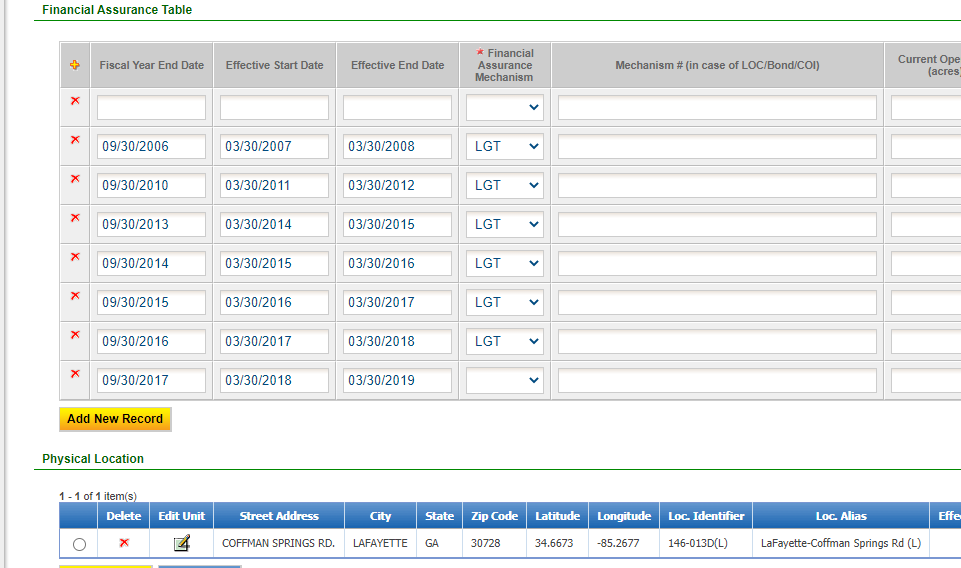 Financial Assurance Table
Fiscal Year End Date Effective Start Date Effective End Date * Financial Assurance Mechanism Mechanism # (in case of LOC/Bond/COI) Current Ope (acres)
09/30/2006 03/30/2007 03/30/2008 LGT
09/30/2010 03/30/2011 03/30/2012 LGT
09/30/2013 03/30/2014 03/30/2015 LGT
09/30/2014 03/30/2015 03/30/2016 LGT
09/30/2015 03/30/2016 03/30/2017 LGT
09/30/2016 03/30/2017 03/30/2018 LGT
09/30/2017 03/30/2018 03/30/2019
Add New Record
Physical Location
1 - 1 of 1 item(s)
Delete Edit Unit Street Address City State Zip Code Latitude Longitude Loc. Identifier Loc. Alias Effe
COFFMAN SPRINGS RD. LAFAYETTE GA 30728 34.6673 -85.2677 146-013D(L) LaFayette-Coffman Springs Rd (L)